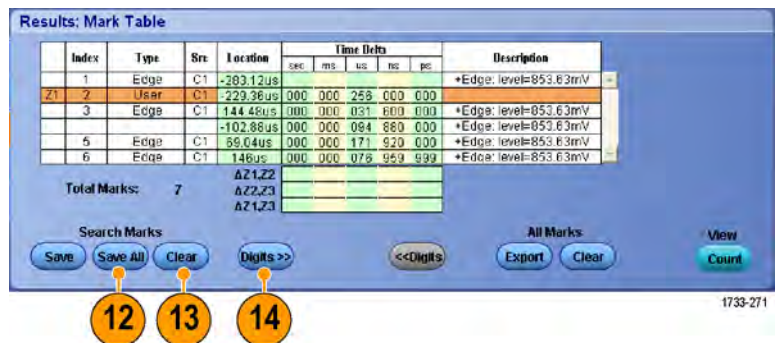 Results: Mark Table
Index Type Src Location Time Delta Description
sec ms us ns ps
1 Edge C1 -283.12us +Edge: level=853.63mV
Z1 2 User C1 -229.36us 000 000 256 000 000
3 Edge C1 144.48us 000 000 031 600 000 +Edge: level=853.63mV
-102.88us 000 000 094 880 000 +Edge: level=853.63mV
5 Edge C1 69.04us 000 000 171 920 000 +Edge: level=853.63mV
6 Edge C1 146us 000 000 076 959 999 +Edge: level=853.63mV
Total Marks: 7
ΔZ1,Z2
ΔZ2,Z3
ΔZ1,Z3
Search Marks All Marks View
Save Save All Clear Digits >> <<Digits Export Clear Count
12 13 14
1733-271